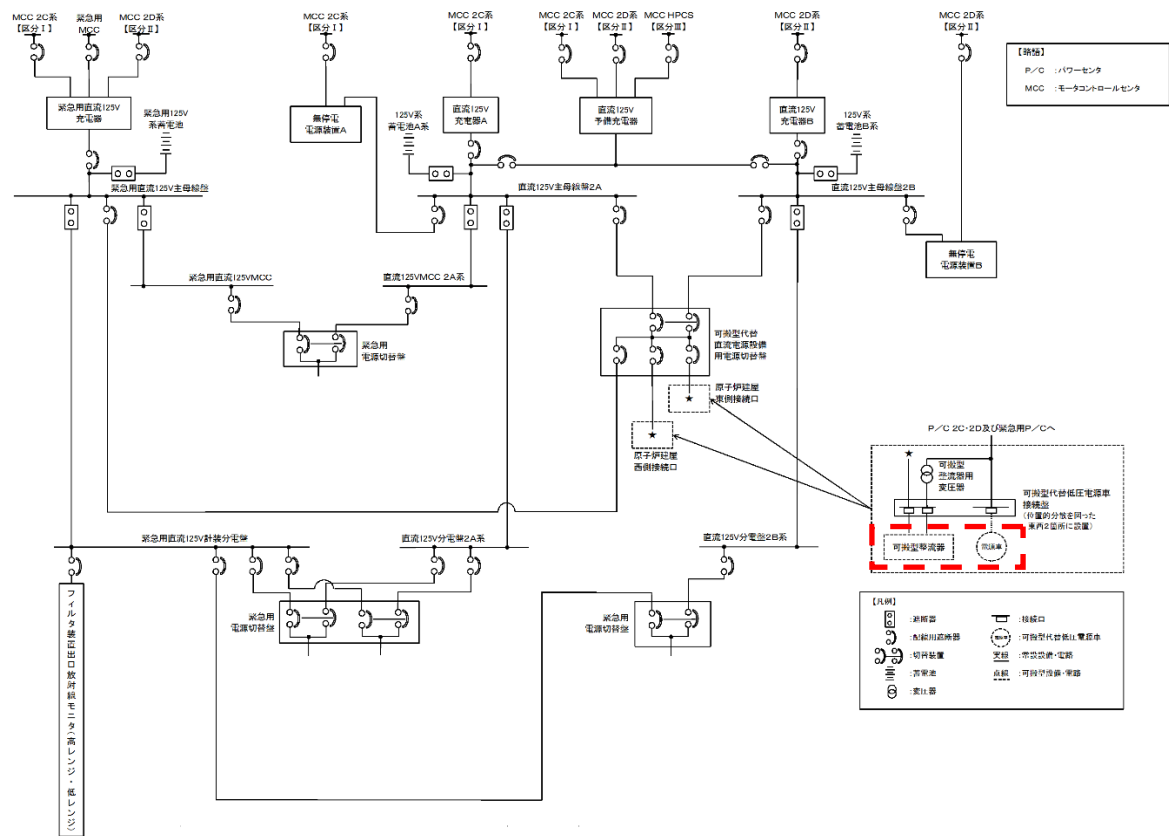 MCC 2C系
【区分Ⅰ】
緊急用
MCC
MCC 2D系
【区分Ⅱ】
MCC 2C系
【区分Ⅰ】
MCC 2C系
【区分Ⅰ】
MCC 2C系
【区分Ⅰ】
MCC 2D系
【区分Ⅱ】
MCC HPCS
【区分Ⅲ】
MCC 2D系
【区分Ⅱ】
MCC 2D系
【区分Ⅱ】
【略語】
P/C :パワーセンタ
MCC :モータコントロールセンタ
緊急用直流125V
充電器
緊急用125V
系蓄電池
無停電
電源装置A
125V系
蓄電池A系
直流125V
充電器A
直流125V
予備充電器
直流125V
充電器B
125V系
蓄電池B系
緊急用直流125V主母線盤
直流125V主母線盤2A
直流125V主母線盤2B
無停電
電源装置B
緊急用直流125VMCC
直流125VMCC 2A系
緊急用
電源切替盤
可搬型代替
直流電源設備
用電源切替盤
原子炉建屋
東側接続口
★
★
原子炉建屋
西側接続口
P/C 2C・2D及び緊急用P/Cへ
★
可搬型
整流器用
変圧器
可搬型代替低圧電源車
接続盤
(位置的分散を図った
東西2箇所に設置)
可搬型整流器
電源車
緊急用直流125V計装分電盤
直流125V分電盤2A系
直流125V分電盤2B系
緊急用
電源切替盤
緊急用
電源切替盤
フィルタ装置出口放射線モニタ(高レンジ・低レンジ)
【凡例】
:遮断器
:配線用遮断器
:切替装置
:蓄電池
:変圧器
:接続口
電源車
:可搬型代替低圧電源車
実線
:常設設備・電路
点線
:可搬型設備・電路